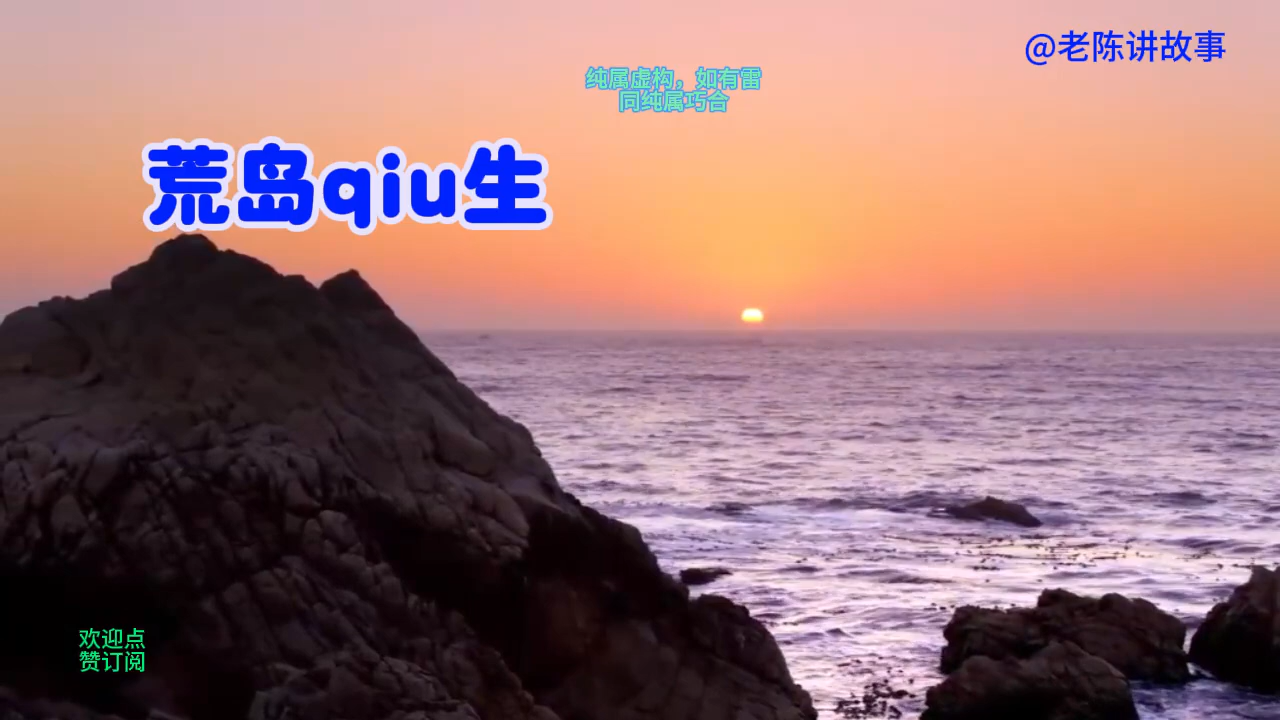 @老陈讲故事
纯属虚构，如有雷
同纯属巧合
荒岛qiu生
欢迎点
赞订阅